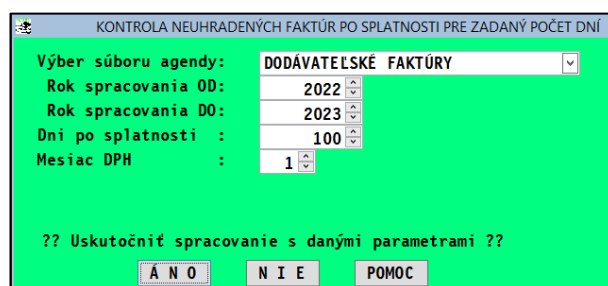 KONTROLA NEUHRADENÝCH FAKTÚR PO SPLATNOSTI PRE ZADANÝ POČET DNÍ
Výber súboru agendy: DODÁVATEĽSKÉ FAKTÚRY
Rok spracovania OD: 2022
Rok spracovania DO: 2023
Dni po splatnosti : 100
Mesiac DPH : 1
?? Uskutočniť spracovanie s danými parametrami ??
Á N O N I E POMOC